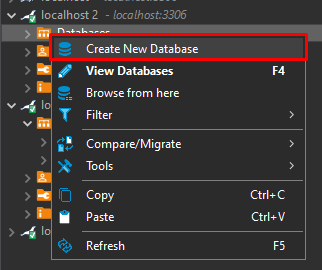 localhost 2 - localhost:3306
Databases
Create New Database
View Databases F4
Browse from here
Filter
lo
Compare/Migrate
Tools
Copy Ctrl+C
Paste Ctrl+V
lo
Refresh F5